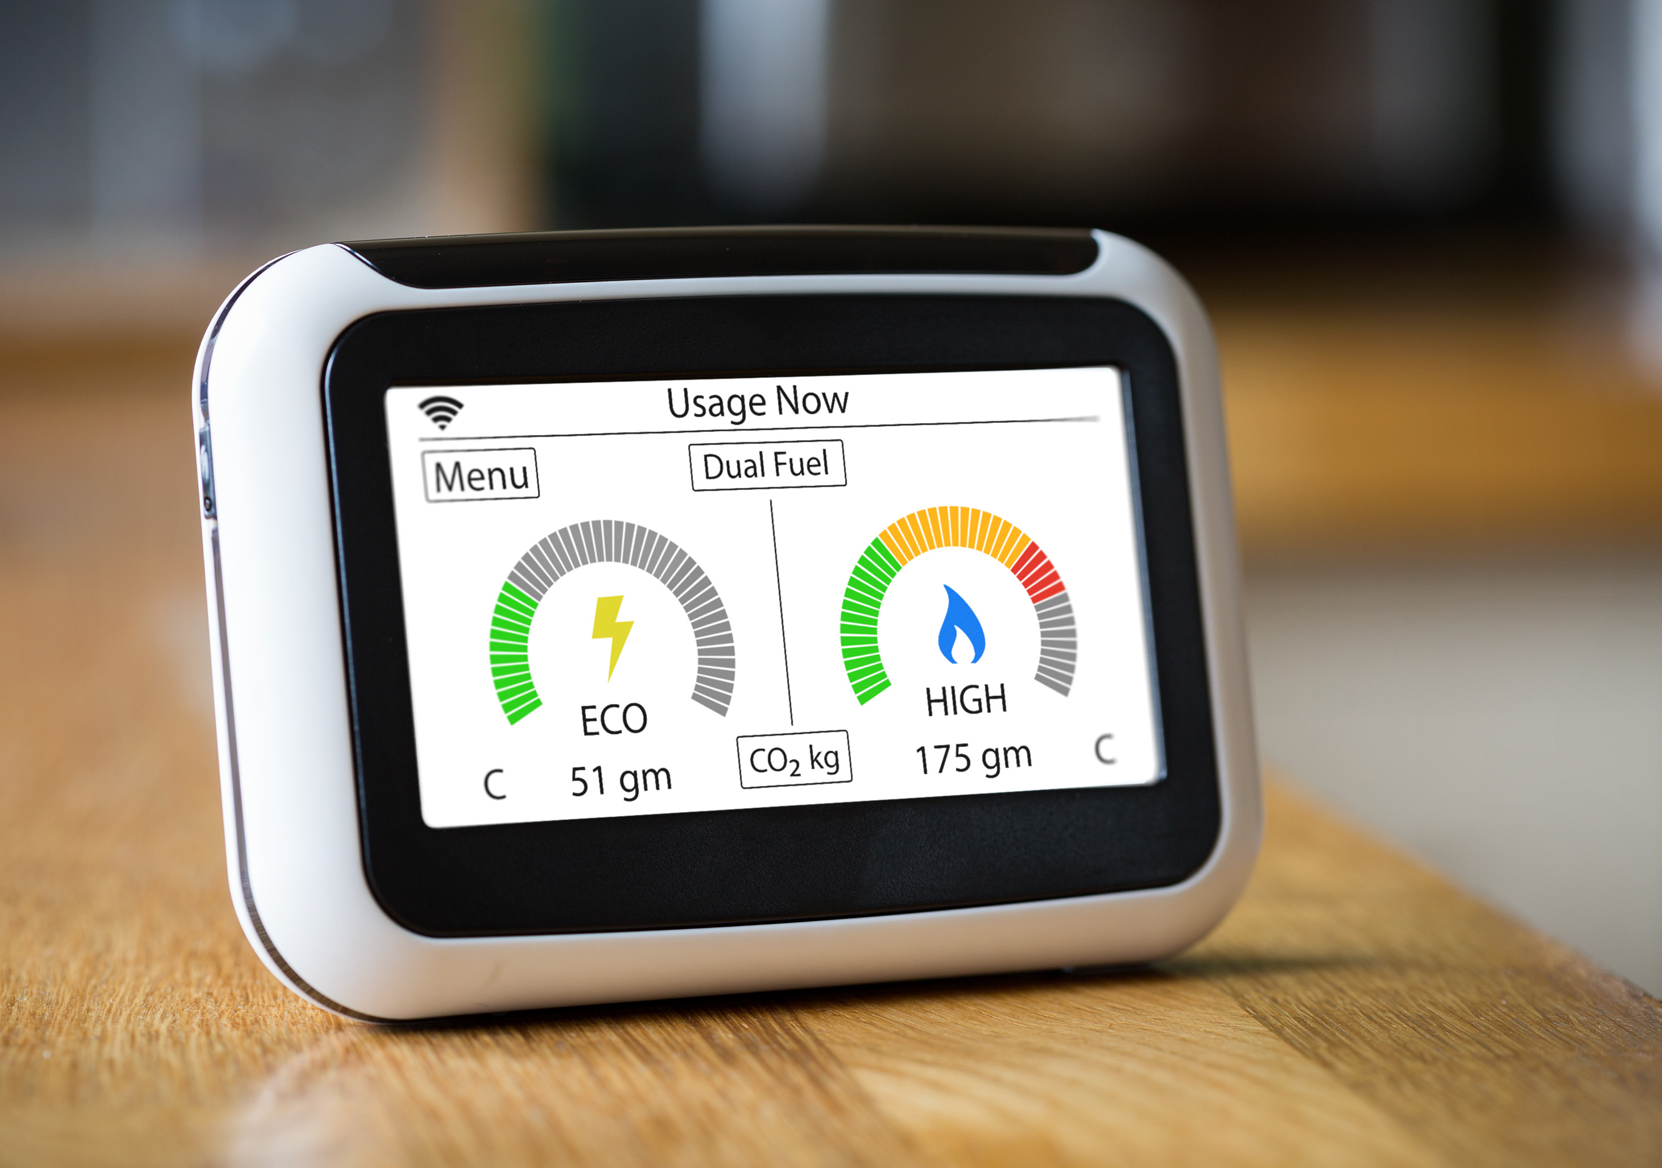 Usage Now
Menu
Dual Fuel
ECO
HIGH
C
51 gm
CO₂ kg
175 gm
C